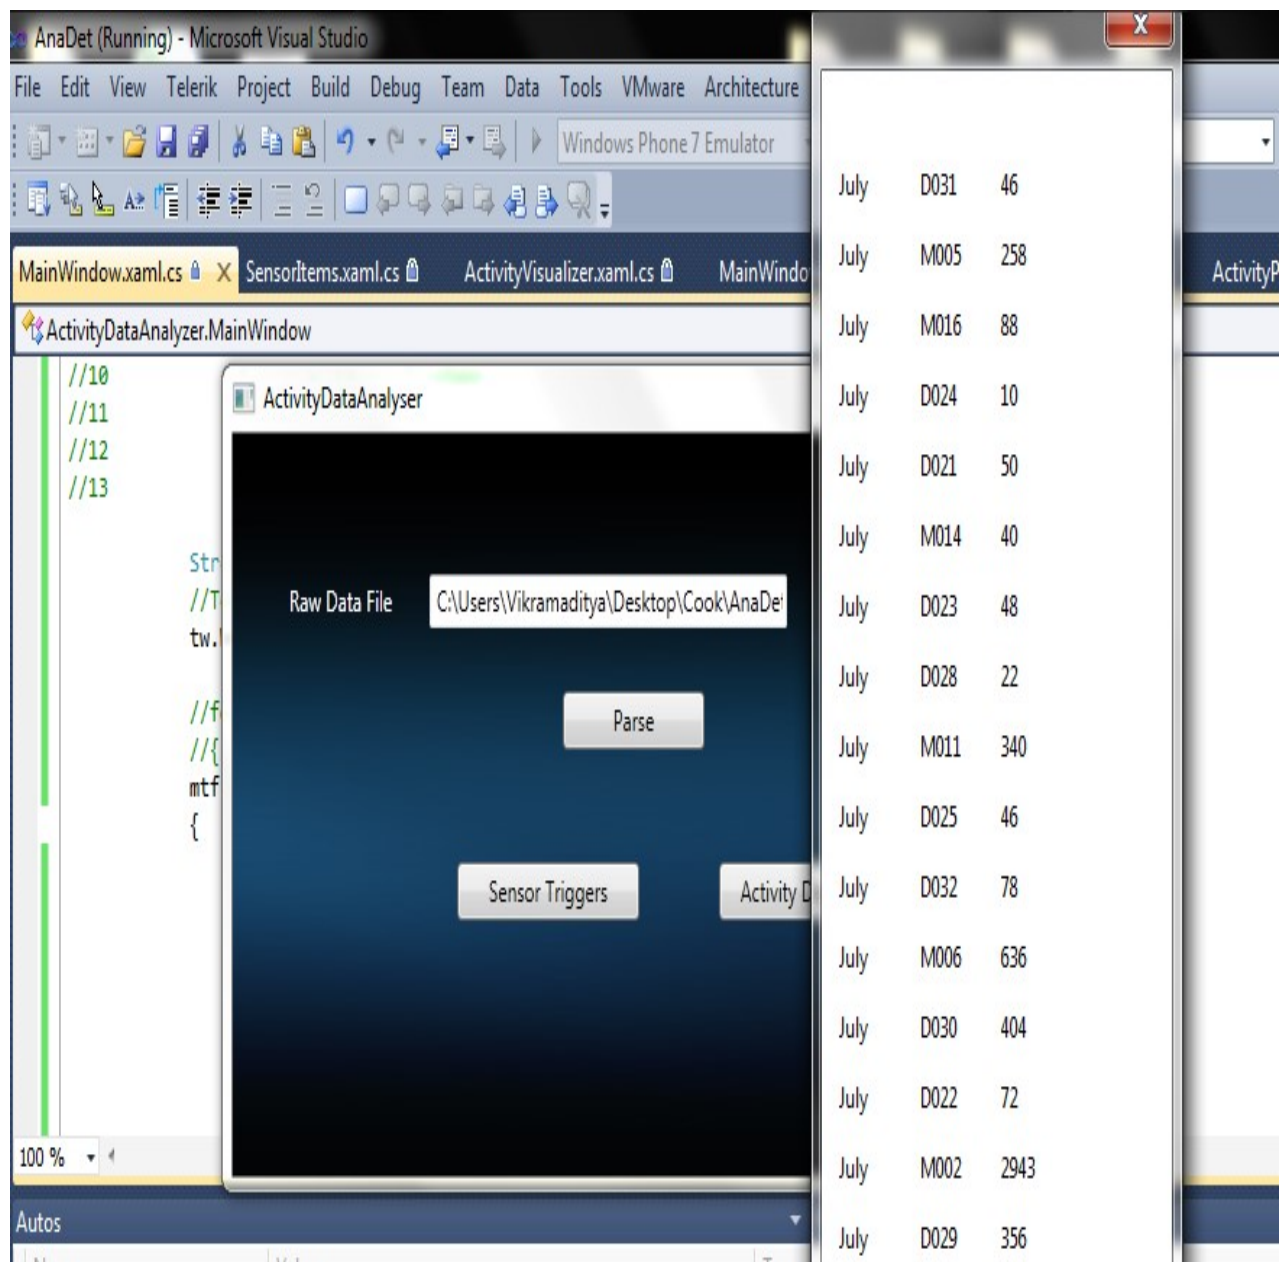 AnaDet (Running) - Microsoft Visual Studio
X
File Edit View Telerik Project Build Debug Team Data Tools VMware Architecture
Windows Phone 7 Emulator
MainWindow.xaml.cs X SensorItems.xaml.cs ActivityVisualizer.xaml.cs MainWindo ActivityP
ActivityDataAnalyzer.MainWindow
//10
//11
//12
//13
Str
//T
tw.
//f
//{
mtf
{
ActivityDataAnalyser
Raw Data File C:\Users\Vikramaditya\Desktop\Cook\AnaDet
Parse
Sensor Triggers Activity D
July D031 46
July M005 258
July M016 88
July D024 10
July D021 50
July M014 40
July D023 48
July D028 22
July M011 340
July D025 46
July D032 78
July M006 636
July D030 404
July D022 72
July M002 2943
July D029 356
100 %
Autos